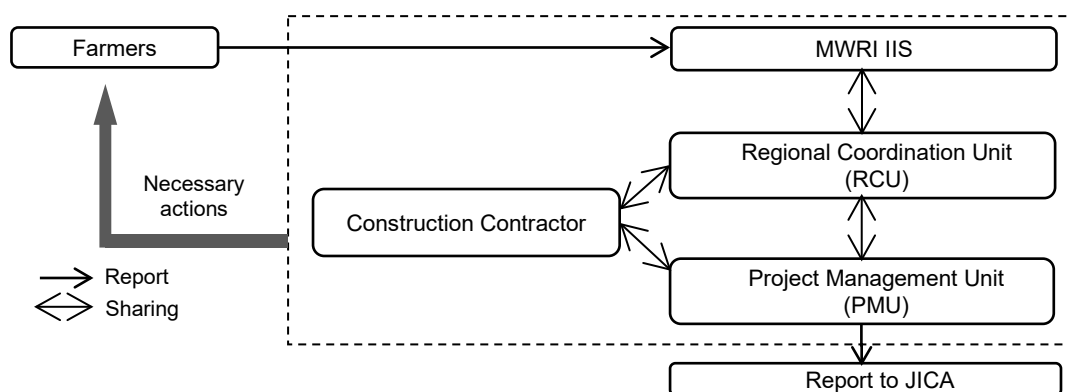 Farmers
MWRI IIS
Regional Coordination Unit
(RCU)
Necessary
actions
Construction Contractor
Project Management Unit
(PMU)
Report
Sharing
Report to JICA